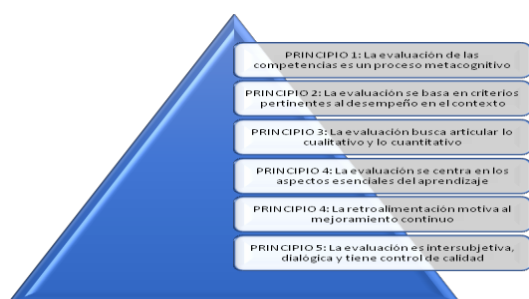 PRINCIPIO 1: La evaluación de las
competencias es un proceso metacognitivo
PRINCIPIO 2: La evaluación se basa en criterios
pertinentes al desempeño en el contexto
PRINCIPIO 3: La evaluación busca articular lo
cualitativo y lo cuantitativo
PRINCIPIO 4: La evaluación se centra en los
aspectos esenciales del aprendizaje
PRINCIPIO 4: La retroalimentación motiva al
mejoramiento continuo
PRINCIPIO 5: La evaluación es intersubjetiva,
dialógica y tiene control de calidad